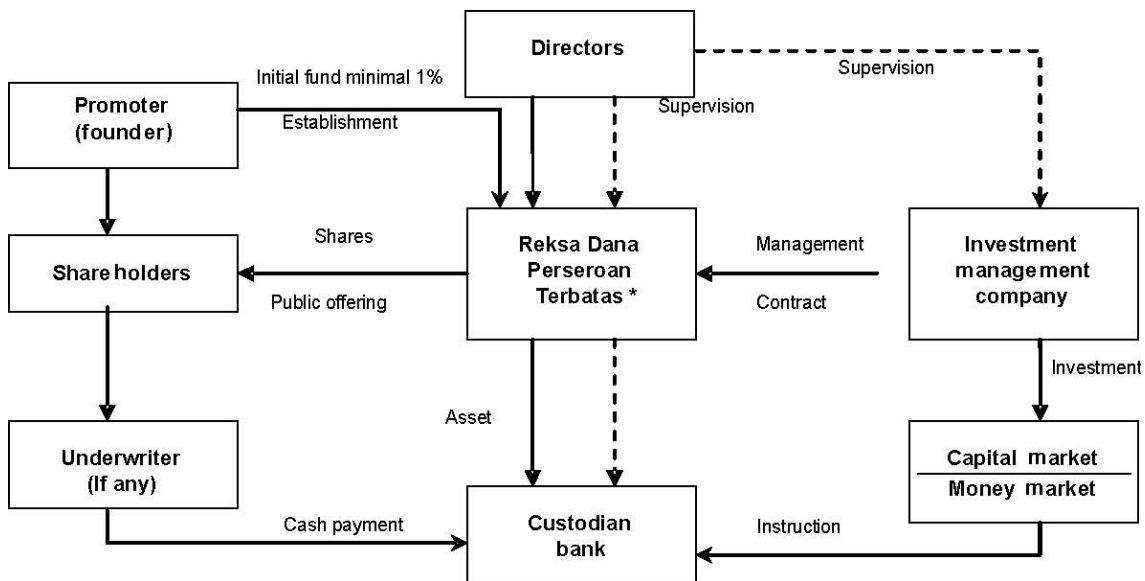 Directors
Supervision
Initial fund minimal 1%
Establishment
Supervision
Promoter
(founder)
Shares
Public offering
Share holders
Reksa Dana
Perseroan
Terbatas *
Management
Contract
Investment
management
company
Investment
Asset
Underwriter
(If any)
Capital market
Money market
Cash payment
Custodian
bank
Instruction